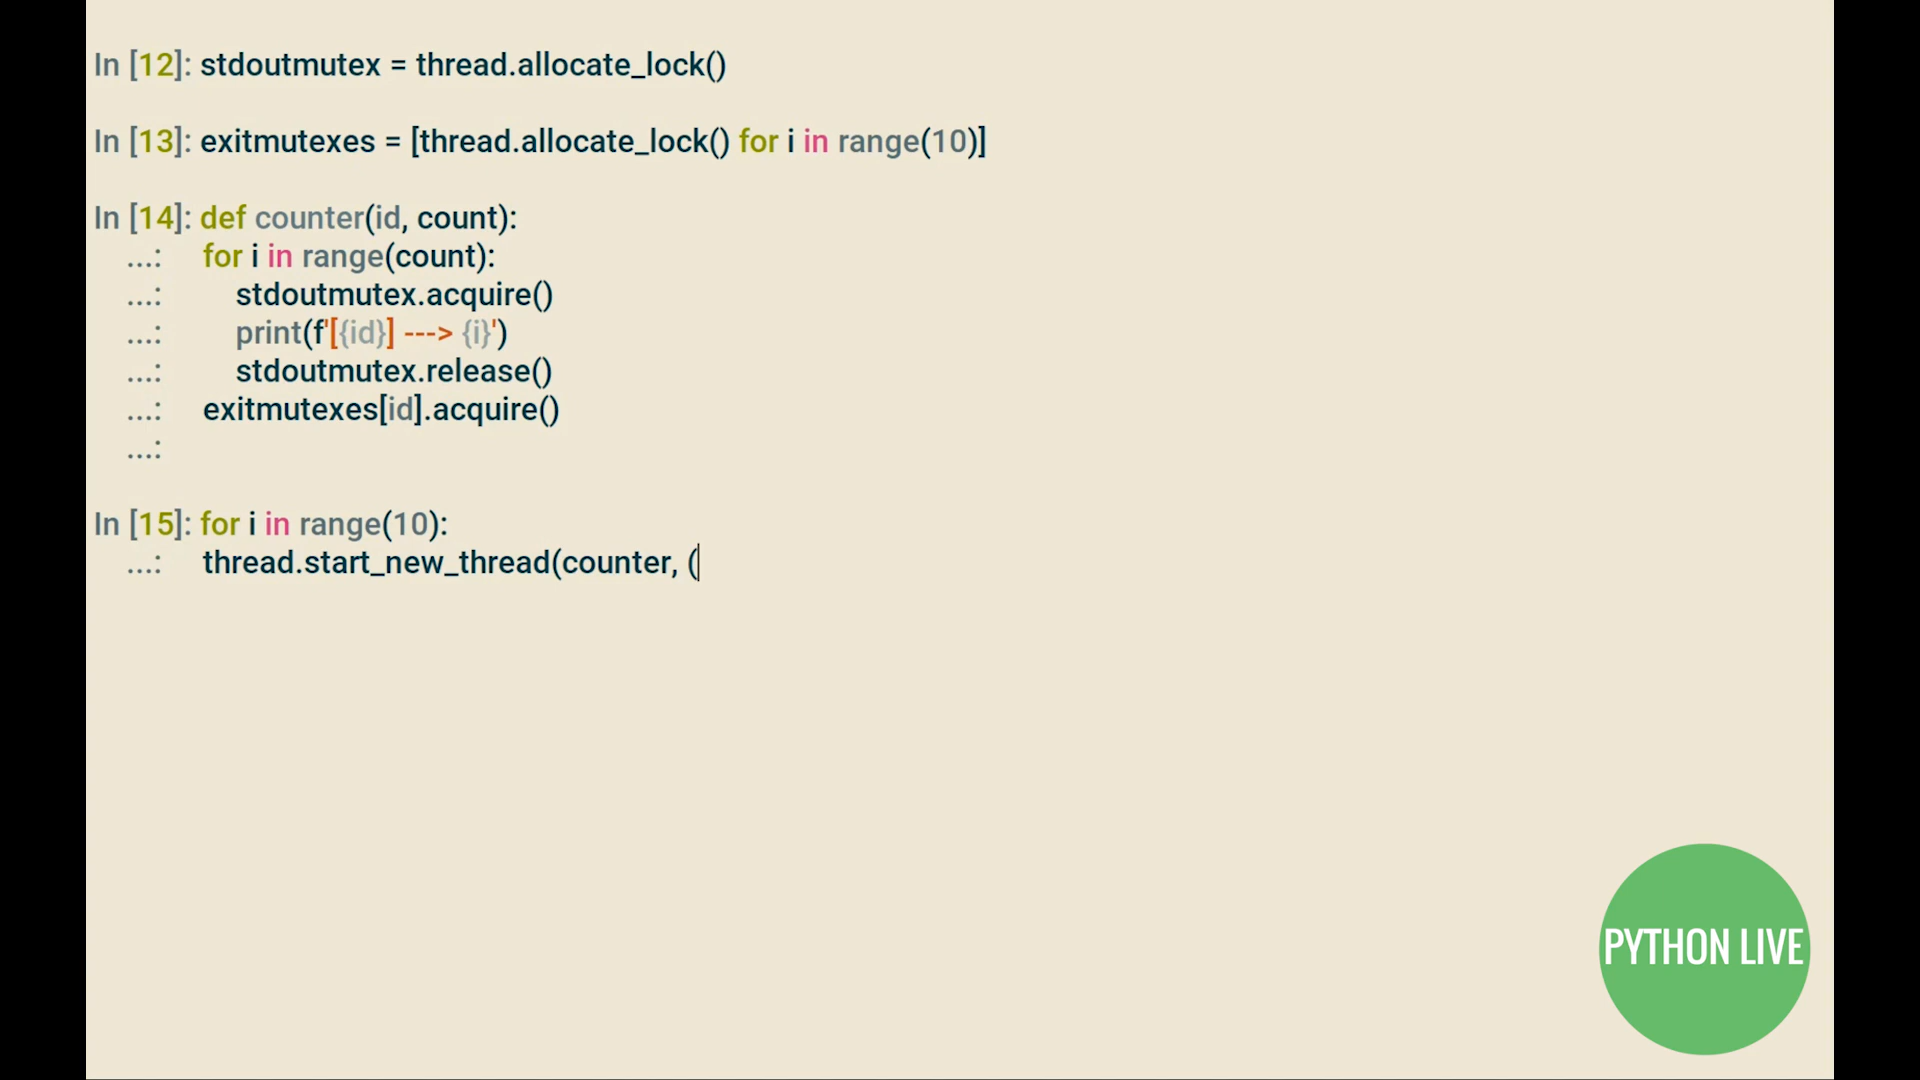 In [12]: stdoutmutex = thread.allocate_lock()
In [13]: exitmutexes = [thread.allocate_lock() for i in range(10)]
In [14]: def counter(id, count):
...: for i in range(count):
...: stdoutmutex.acquire()
...: print(f'[{id}] ---> {i}')
...: stdoutmutex.release()
...: exitmutexes[id].acquire()
...:
In [15]: for i in range(10):
...: thread.start_new_thread(counter, (
PYTHON LIVE